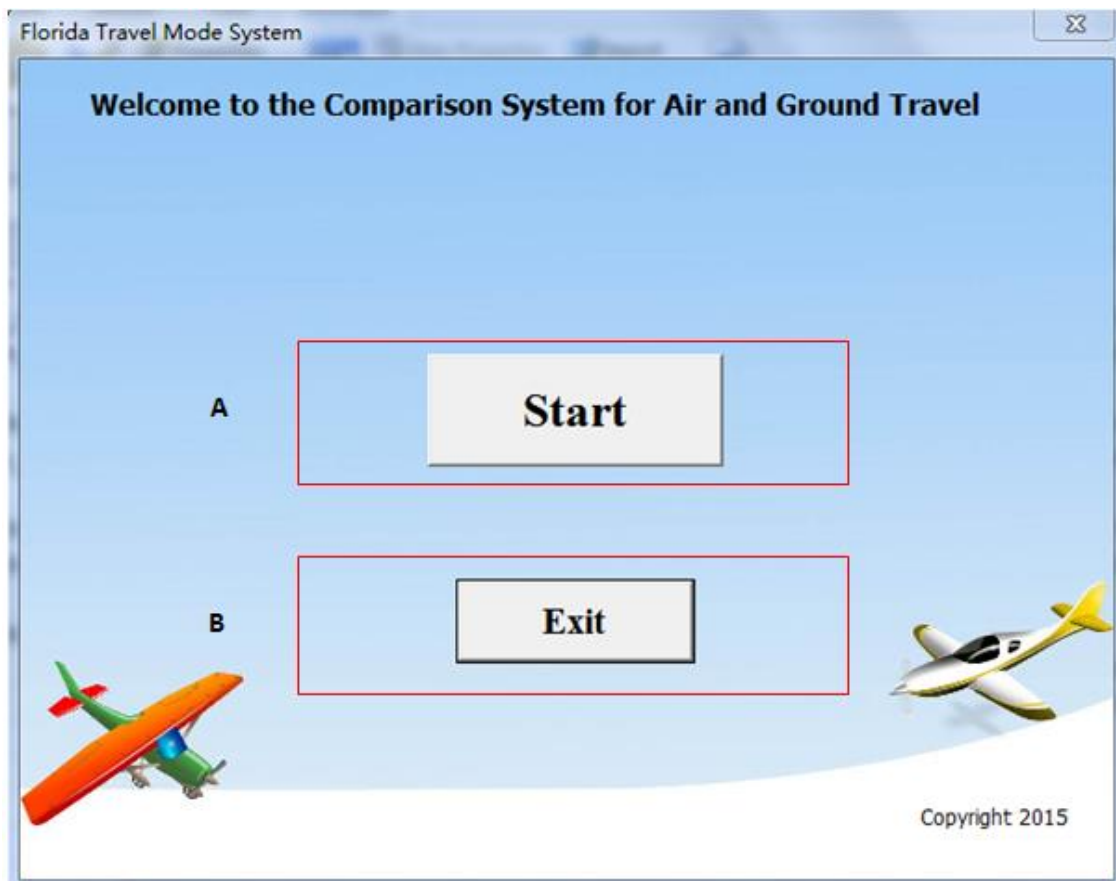 Florida Travel Mode System
Welcome to the Comparison System for Air and Ground Travel
A
Start
B
Exit
Copyright 2015